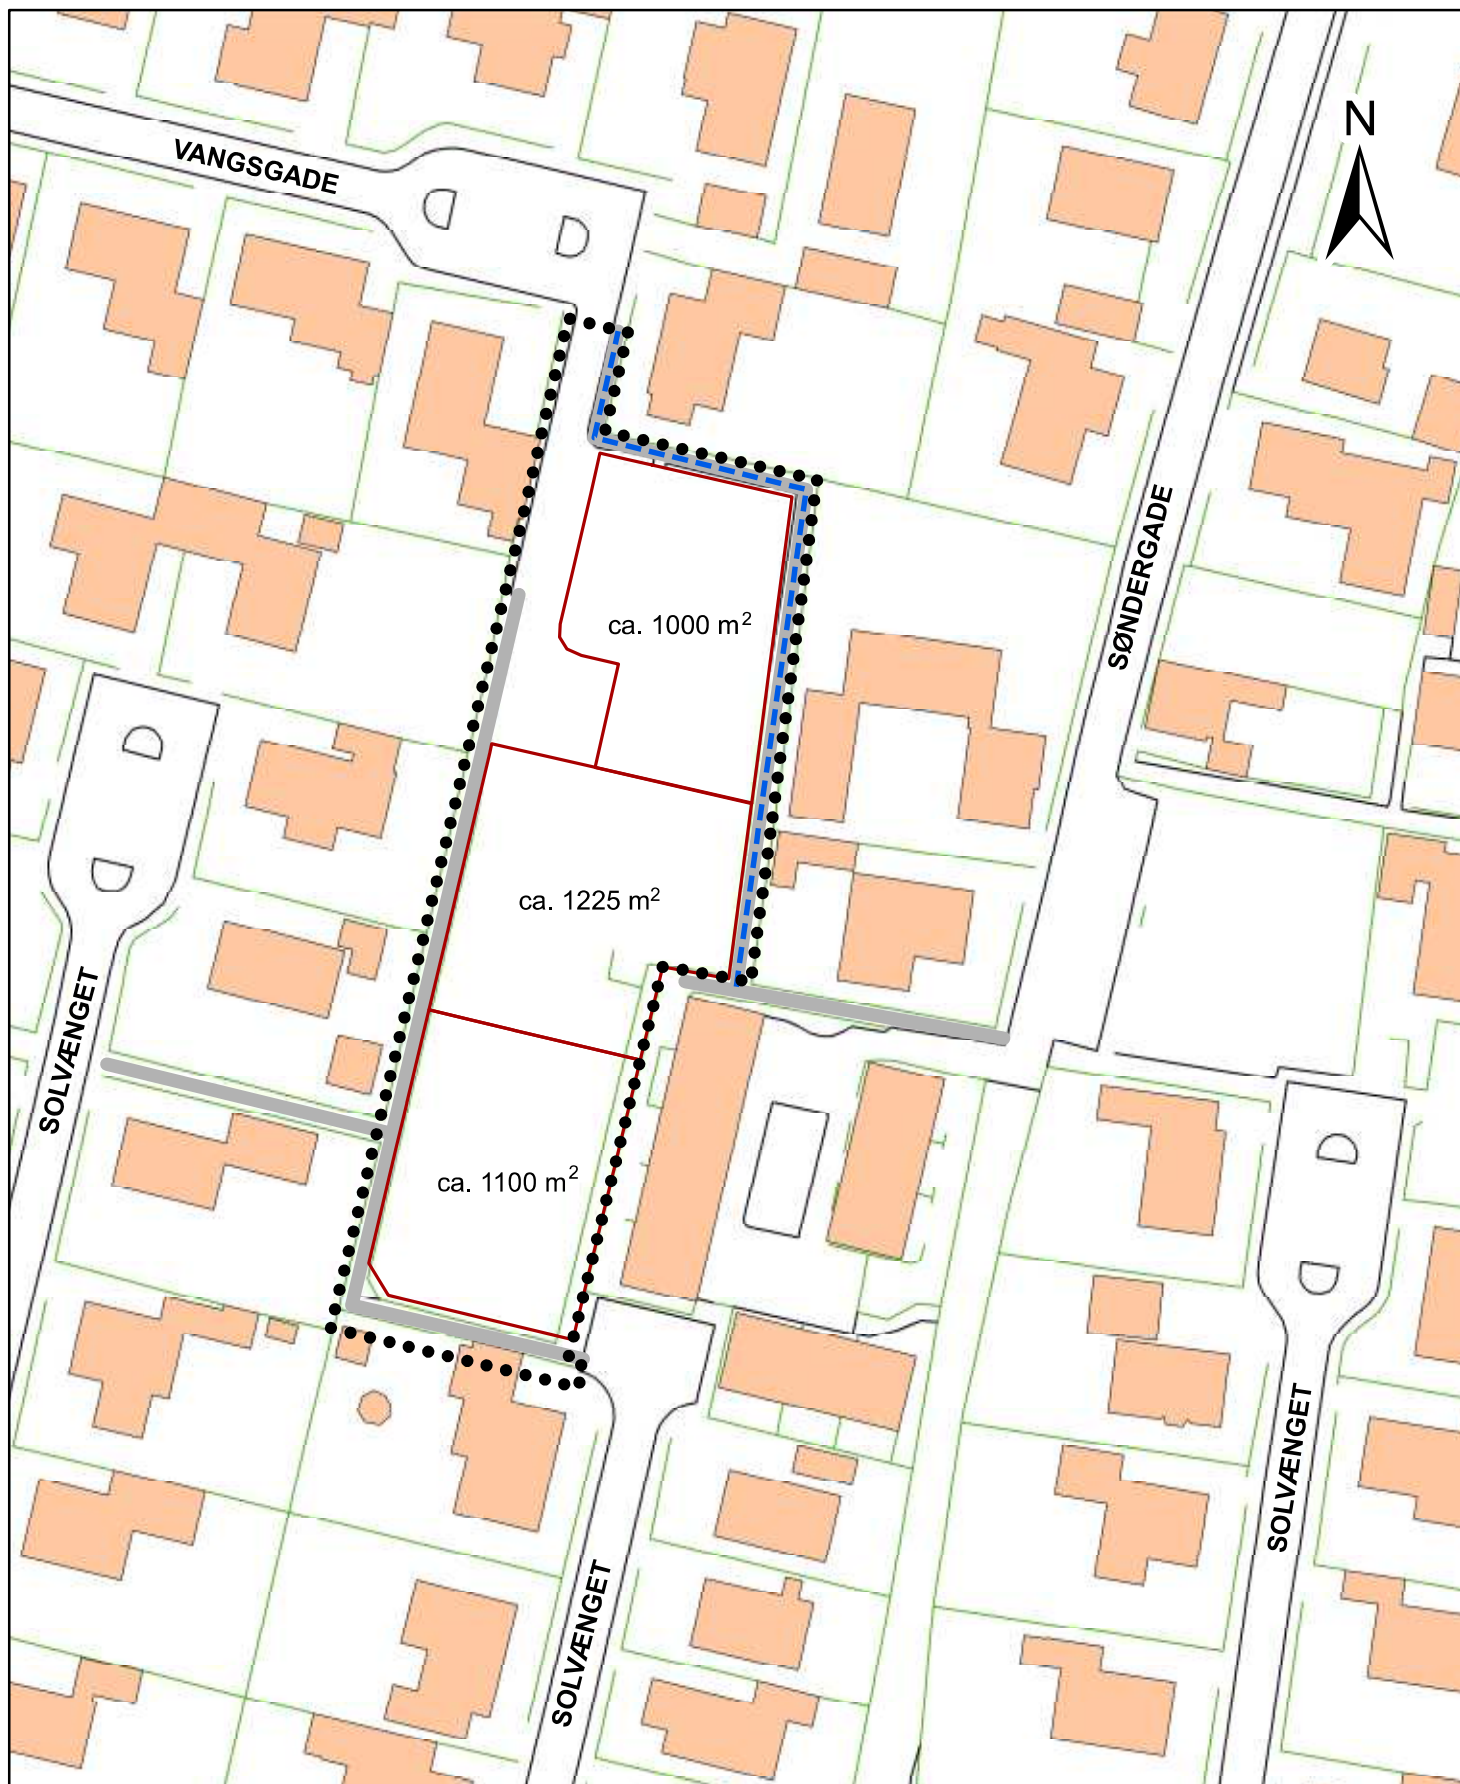 N
VANGSGADE
SØNDERGADE
ca. 1000 m²
ca. 1225 m²
SOLVÆNGET
ca. 1100 m²
SOLVÆNGET
SOLVÆNGET